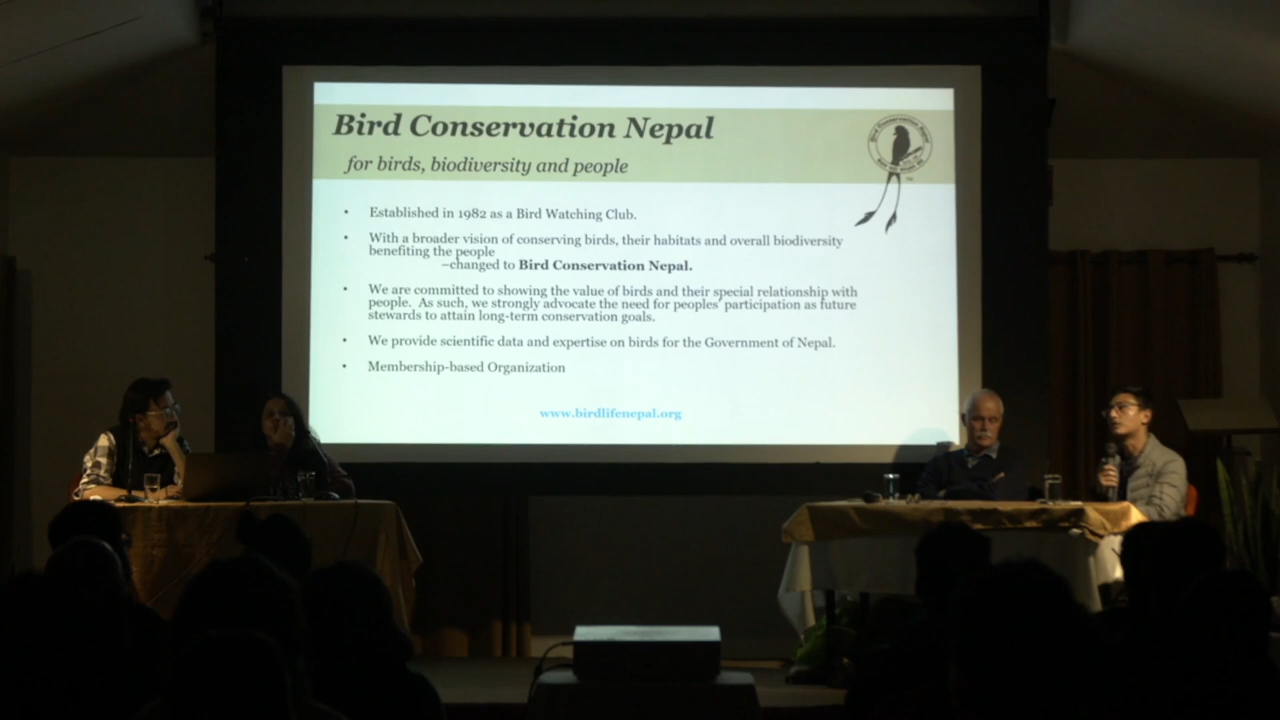 Bird Conservation Nepal
for birds, biodiversity and people
Bird Conservation Nepal
• Established in 1982 as a Bird Watching Club.
• With a broader vision of conserving birds, their habitats and overall biodiversity
benefiting the people
–changed to Bird Conservation Nepal.
• We are committed to showing the value of birds and their special relationship with
people. As such, we strongly advocate the need for peoples' participation as future
stewards to attain long-term conservation goals.
• We provide scientific data and expertise on birds for the Government of Nepal.
• Membership-based Organization
www.birdlifenepal.org